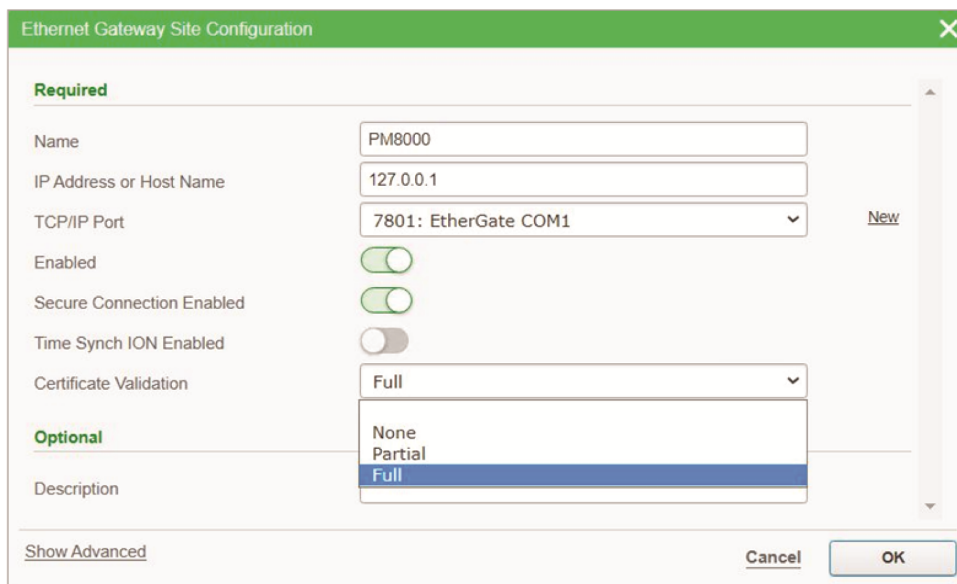 Ethernet Gateway Site Configuration
Required
Name PM8000
IP Address or Host Name 127.0.0.1
TCP/IP Port 7801: EtherGate COM1 New
Enabled
Secure Connection Enabled
Time Synch ION Enabled
Certificate Validation Full
None
Optional
Partial
Full
Description
Show Advanced Cancel OK